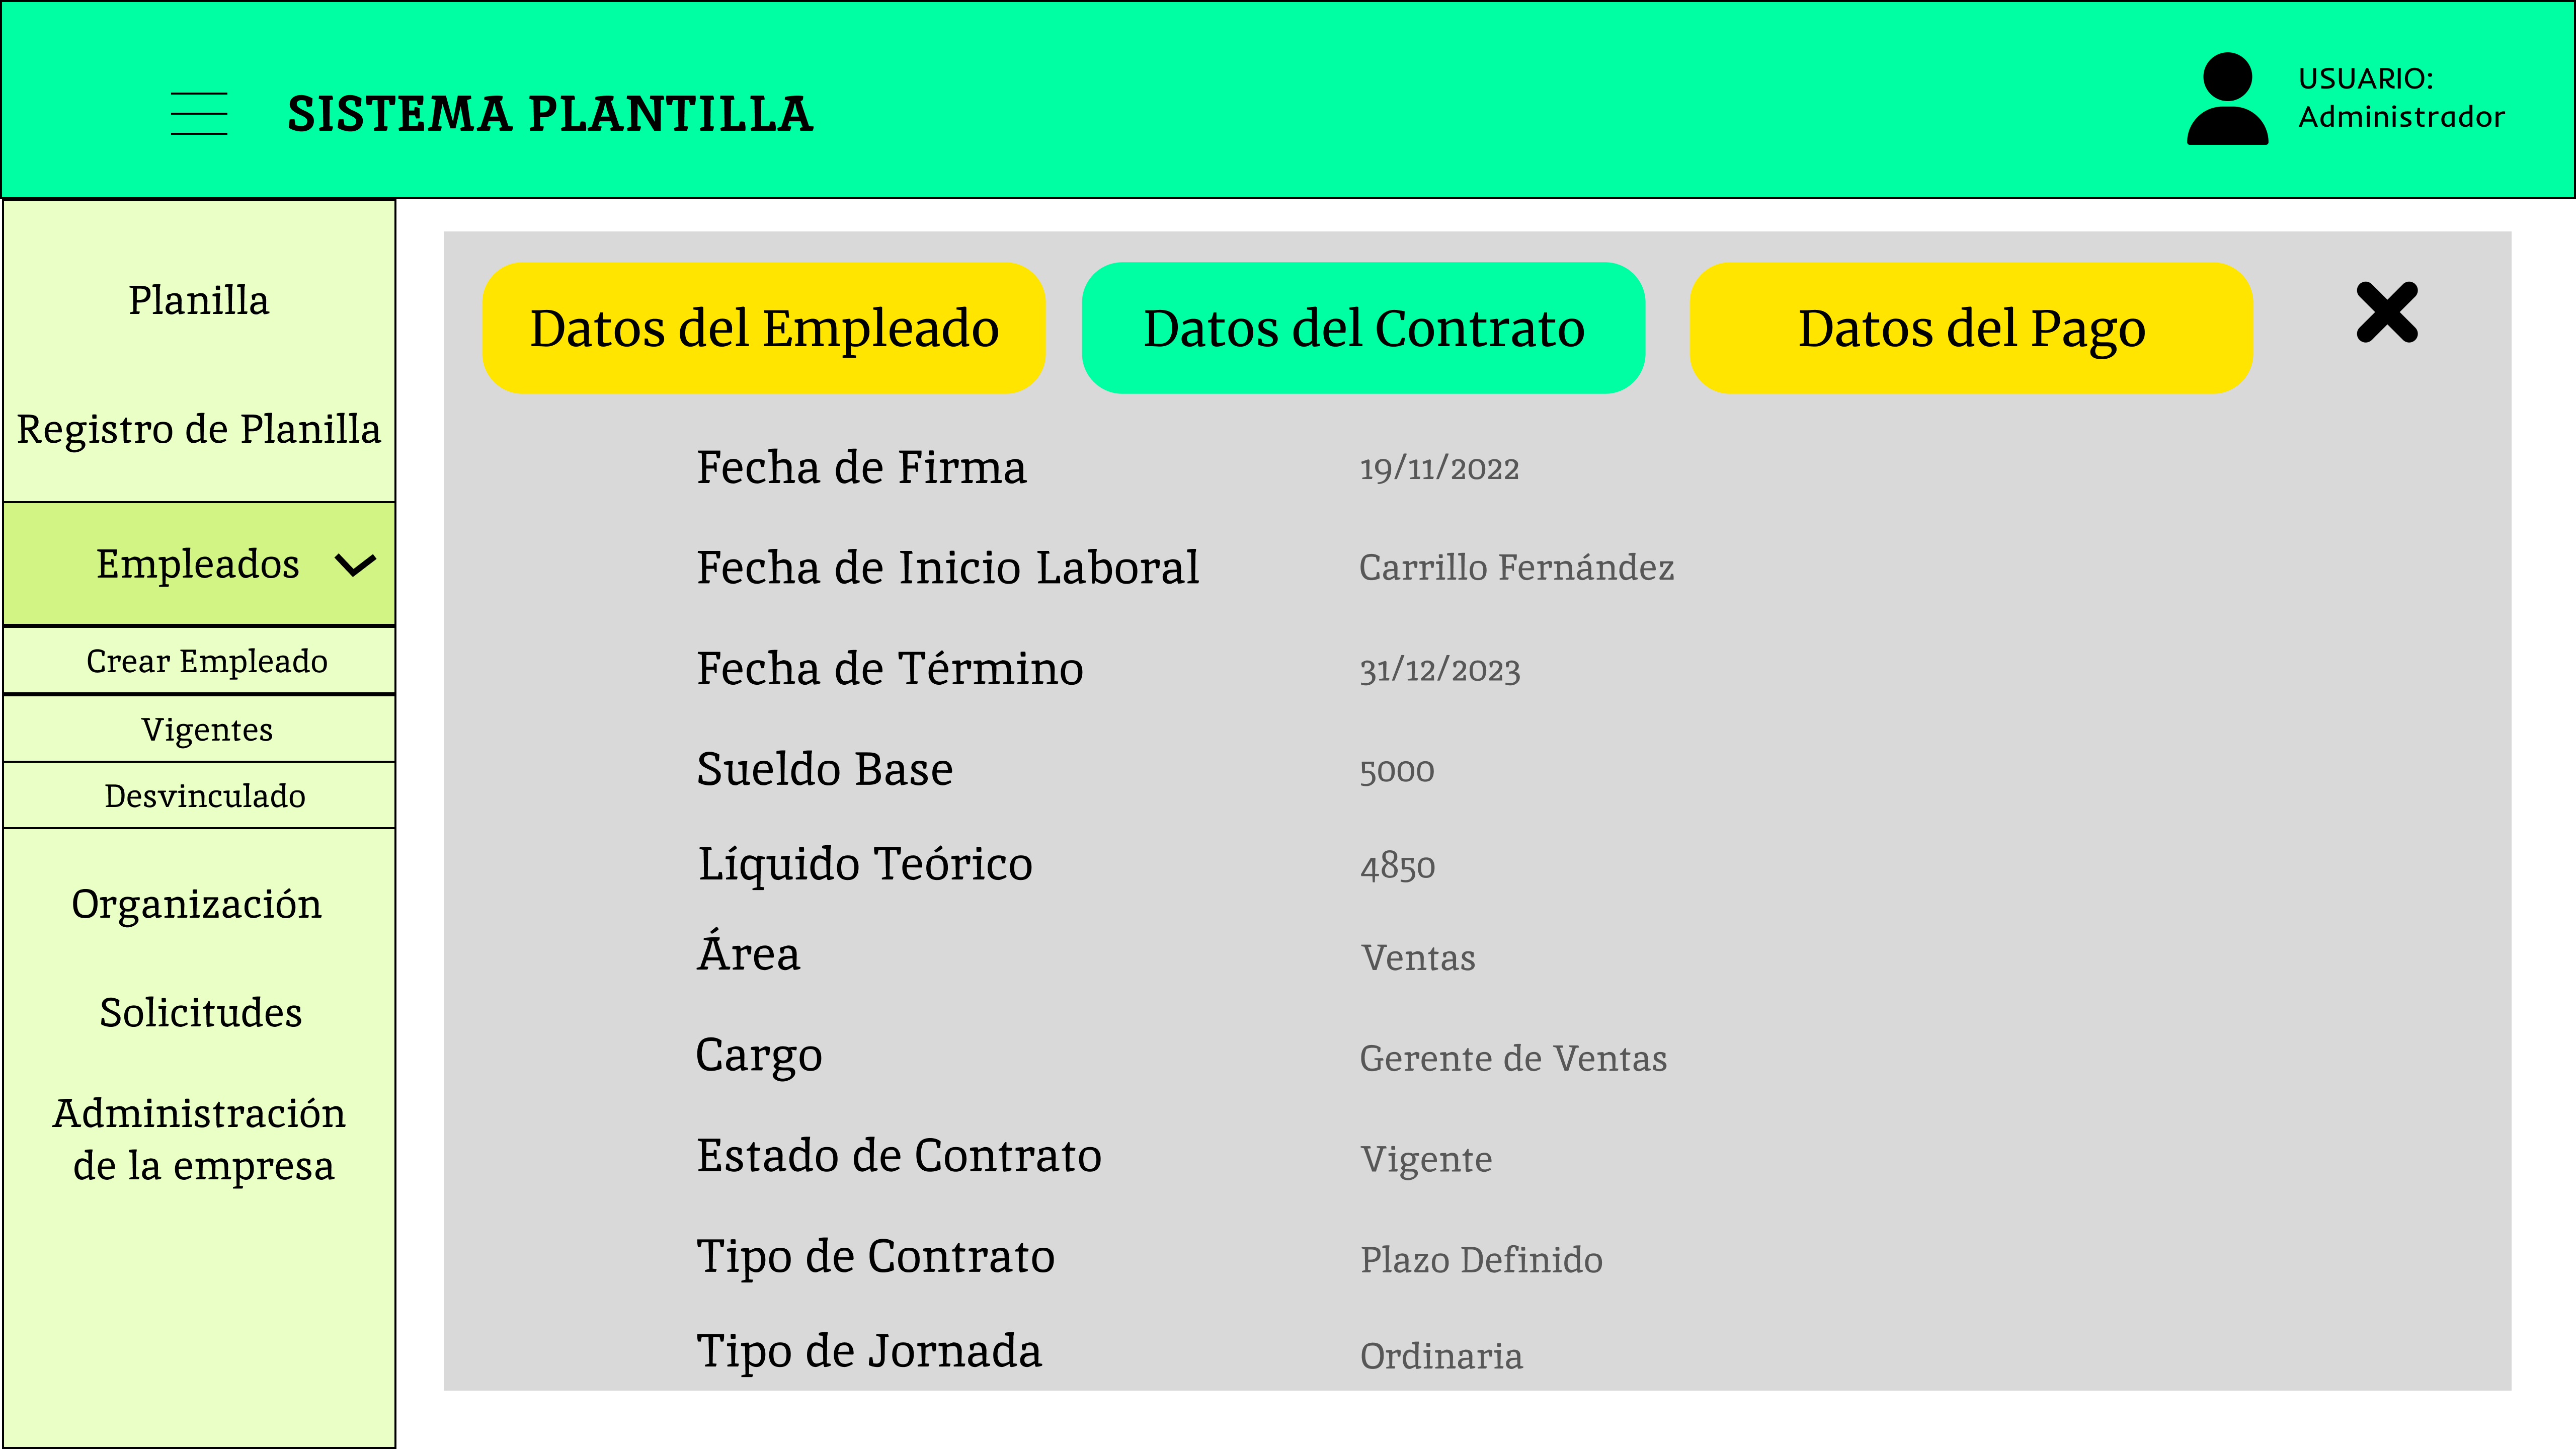 SISTEMA PLANTILLA
USUARIO:
Administrador
Planilla
Registro de Planilla
Empleados
Crear Empleado
Vigentes
Desvinculado
Organización
Solicitudes
Administración
de la empresa
Datos del Empleado
Datos del Contrato
Datos del Pago
Fecha de Firma 19/11/2022
Fecha de Inicio Laboral Carrillo Fernández
Fecha de Término 31/12/2023
Sueldo Base 5000
Líquido Teórico 4850
Área Ventas
Cargo Gerente de Ventas
Estado de Contrato Vigente
Tipo de Contrato Plazo Definido
Tipo de Jornada Ordinaria